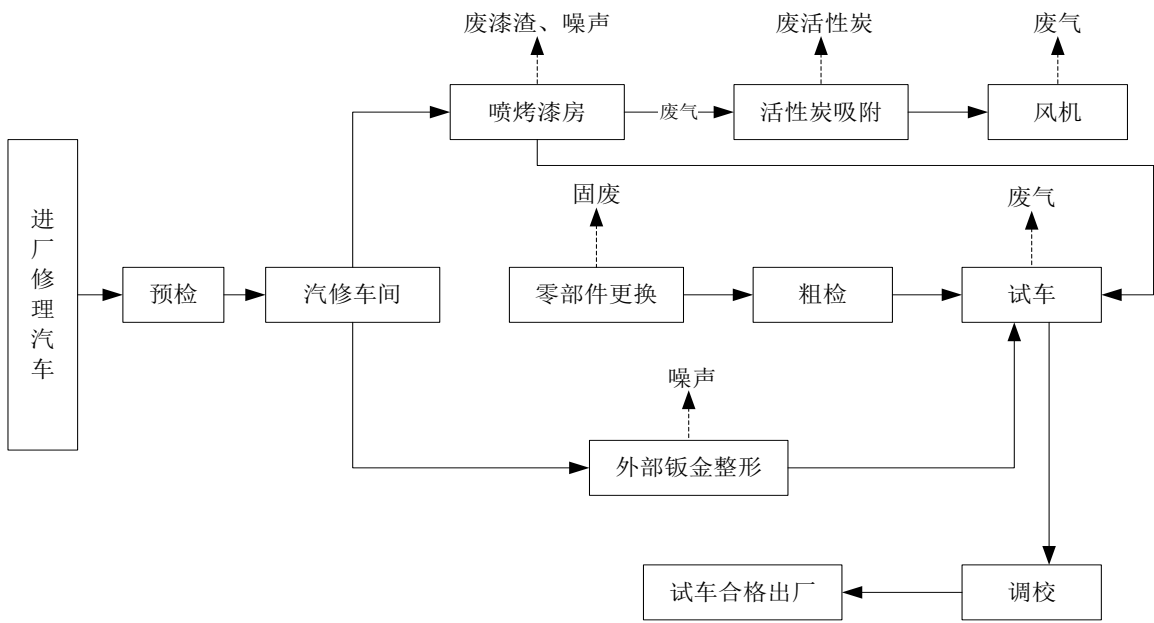 废漆渣、噪声
废活性炭
废气
喷烤漆房
废气
活性炭吸附
风机
进厂修理汽车
固废
废气
预检
汽修车间
零部件更换
粗检
试车
噪声
外部钣金整形
试车合格出厂
调校